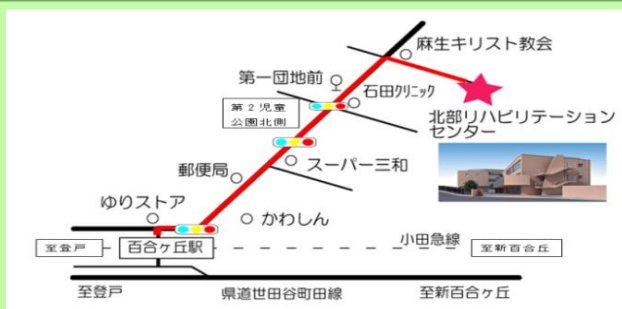 麻生キリスト教会
第一団地前
石田ｸﾘﾆｯｸ
第２児童
公園北側
北部リハビリテーション
センター
スーパー三和
郵便局
ゆりストア
かわしん
小田急線
至登戸
百合ヶ丘駅
至新百合丘
至登戸
県道世田谷町田線
至新百合ヶ丘